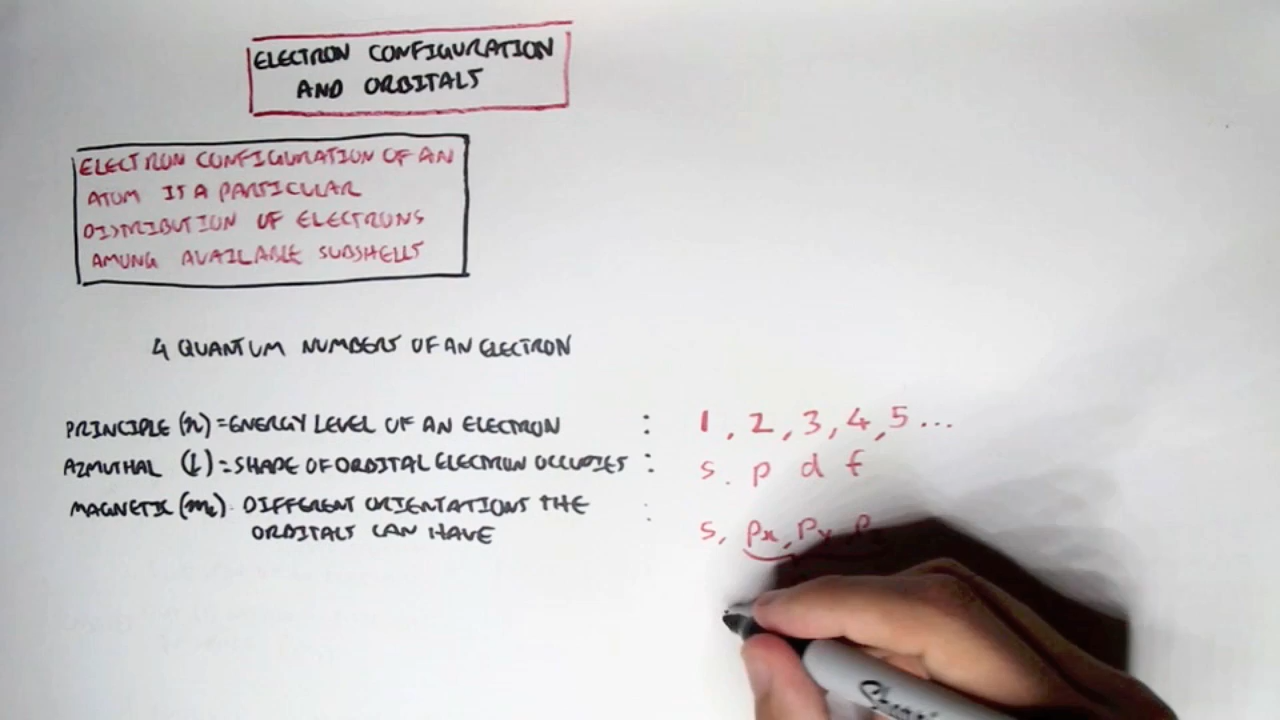 ELECTRON CONFIGURATION
AND ORBITALS
ELECTRON CONFIGURATION OF AN
ATOM IS A PARTICULAR
DISTRIBUTION OF ELECTRONS
AMONG AVAILABLE SUBSHELLS
4 QUANTUM NUMBERS OF AN ELECTRON
PRINCIPLE (n) = ENERGY LEVEL OF AN ELECTRON : 1, 2, 3, 4, 5...
AZMUTHAL (l) = SHAPE OF ORBITAL ELECTRON OCCUPIES : s. p d f
MAGNETIC (ml) DIFFERENT ORIENTATIONS THE
ORBITALS CAN HAVE : s, Px, Py, Pz